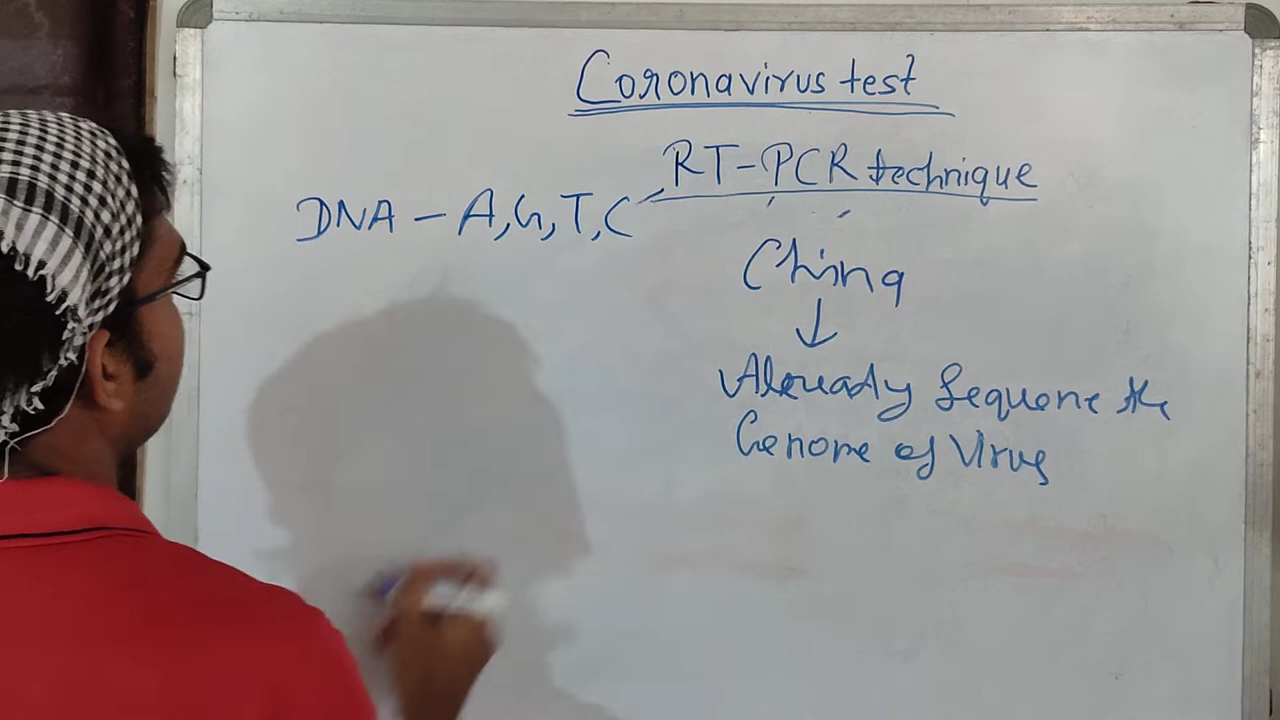 Coronavirus test
RT-PCR technique
DNA - A, G, T, C
China
↓
Already Sequence the
Genome of Virus